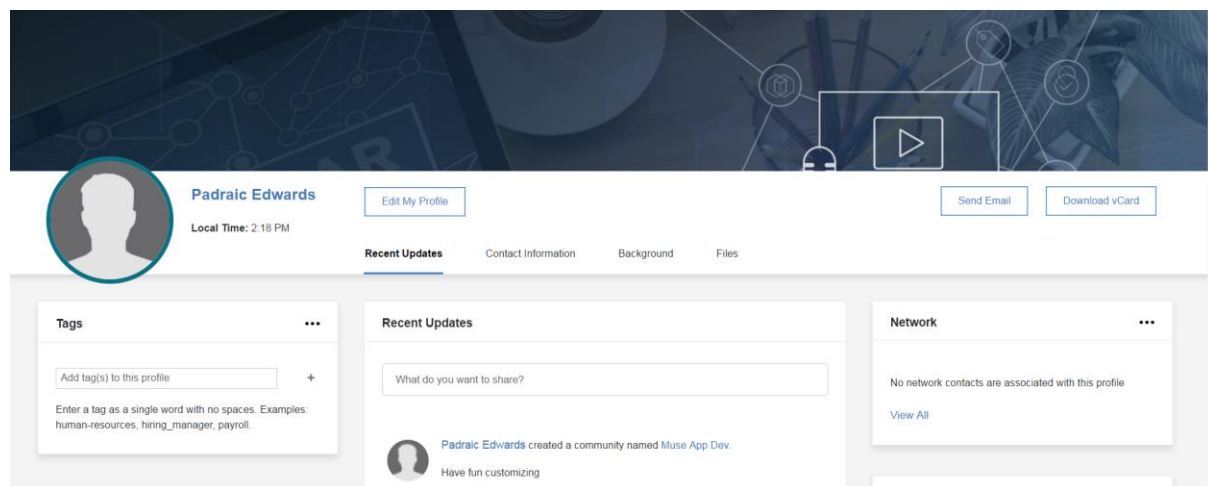 AR
Padraic Edwards
Local Time: 2:18 PM
Edit My Profile
Send Email
Download vCard
Recent Updates
Contact Information
Background
Files
Tags
Add tag(s) to this profile
+
Enter a tag as a single word with no spaces. Examples:
human-resources, hiring_manager, payroll.
Recent Updates
What do you want to share?
Padraic Edwards created a community named Muse App Dev.
Have fun customizing
Network
No network contacts are associated with this profile
View All